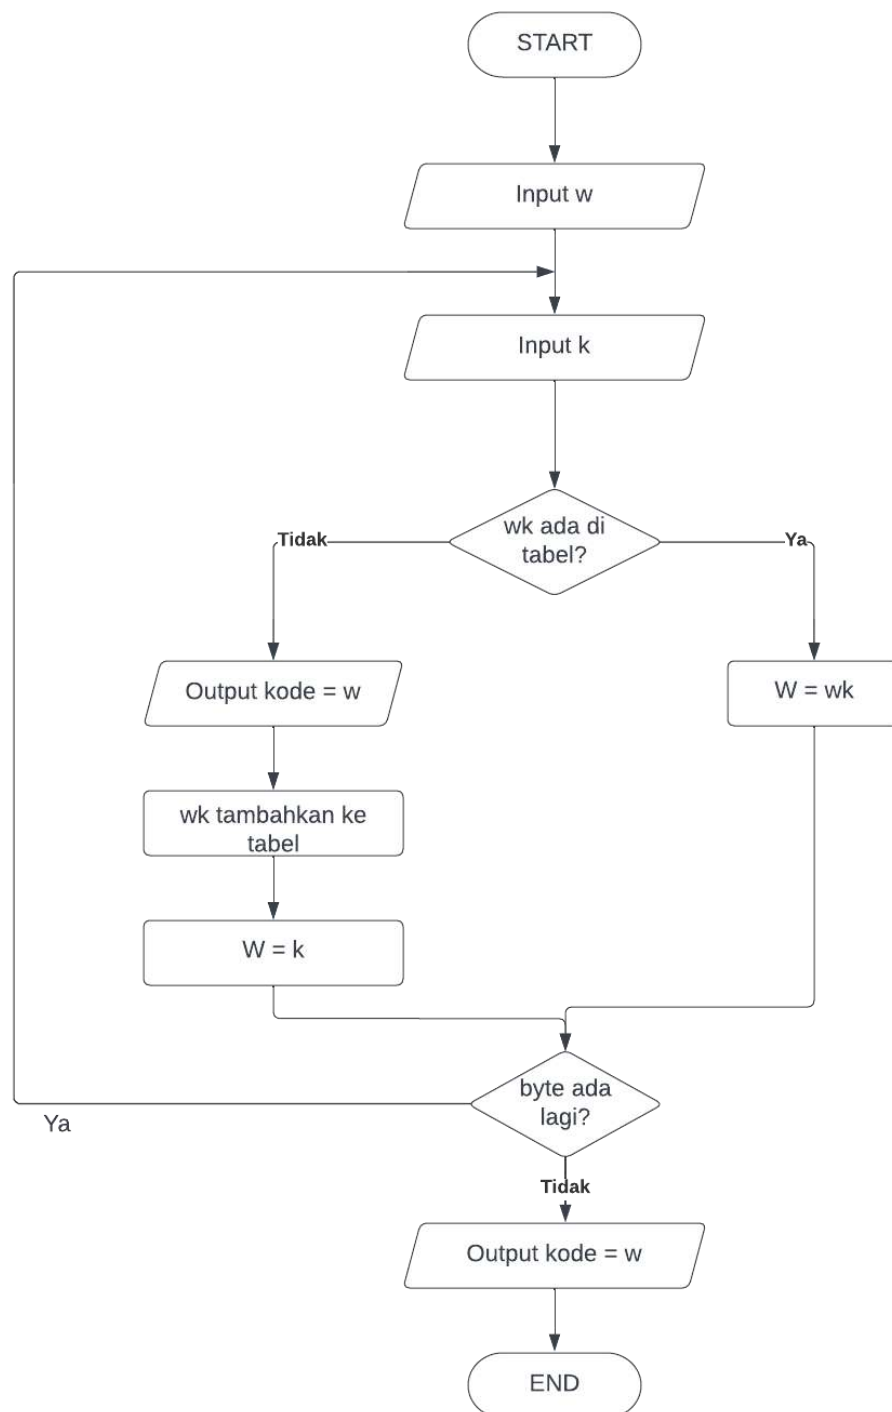 START
Input w
Input k
wk ada di
tabel?
Tidak
Ya
Output kode = w
W = wk
wk tambahkan ke
tabel
W = k
byte ada
lagi?
Ya
Tidak
Output kode = w
END